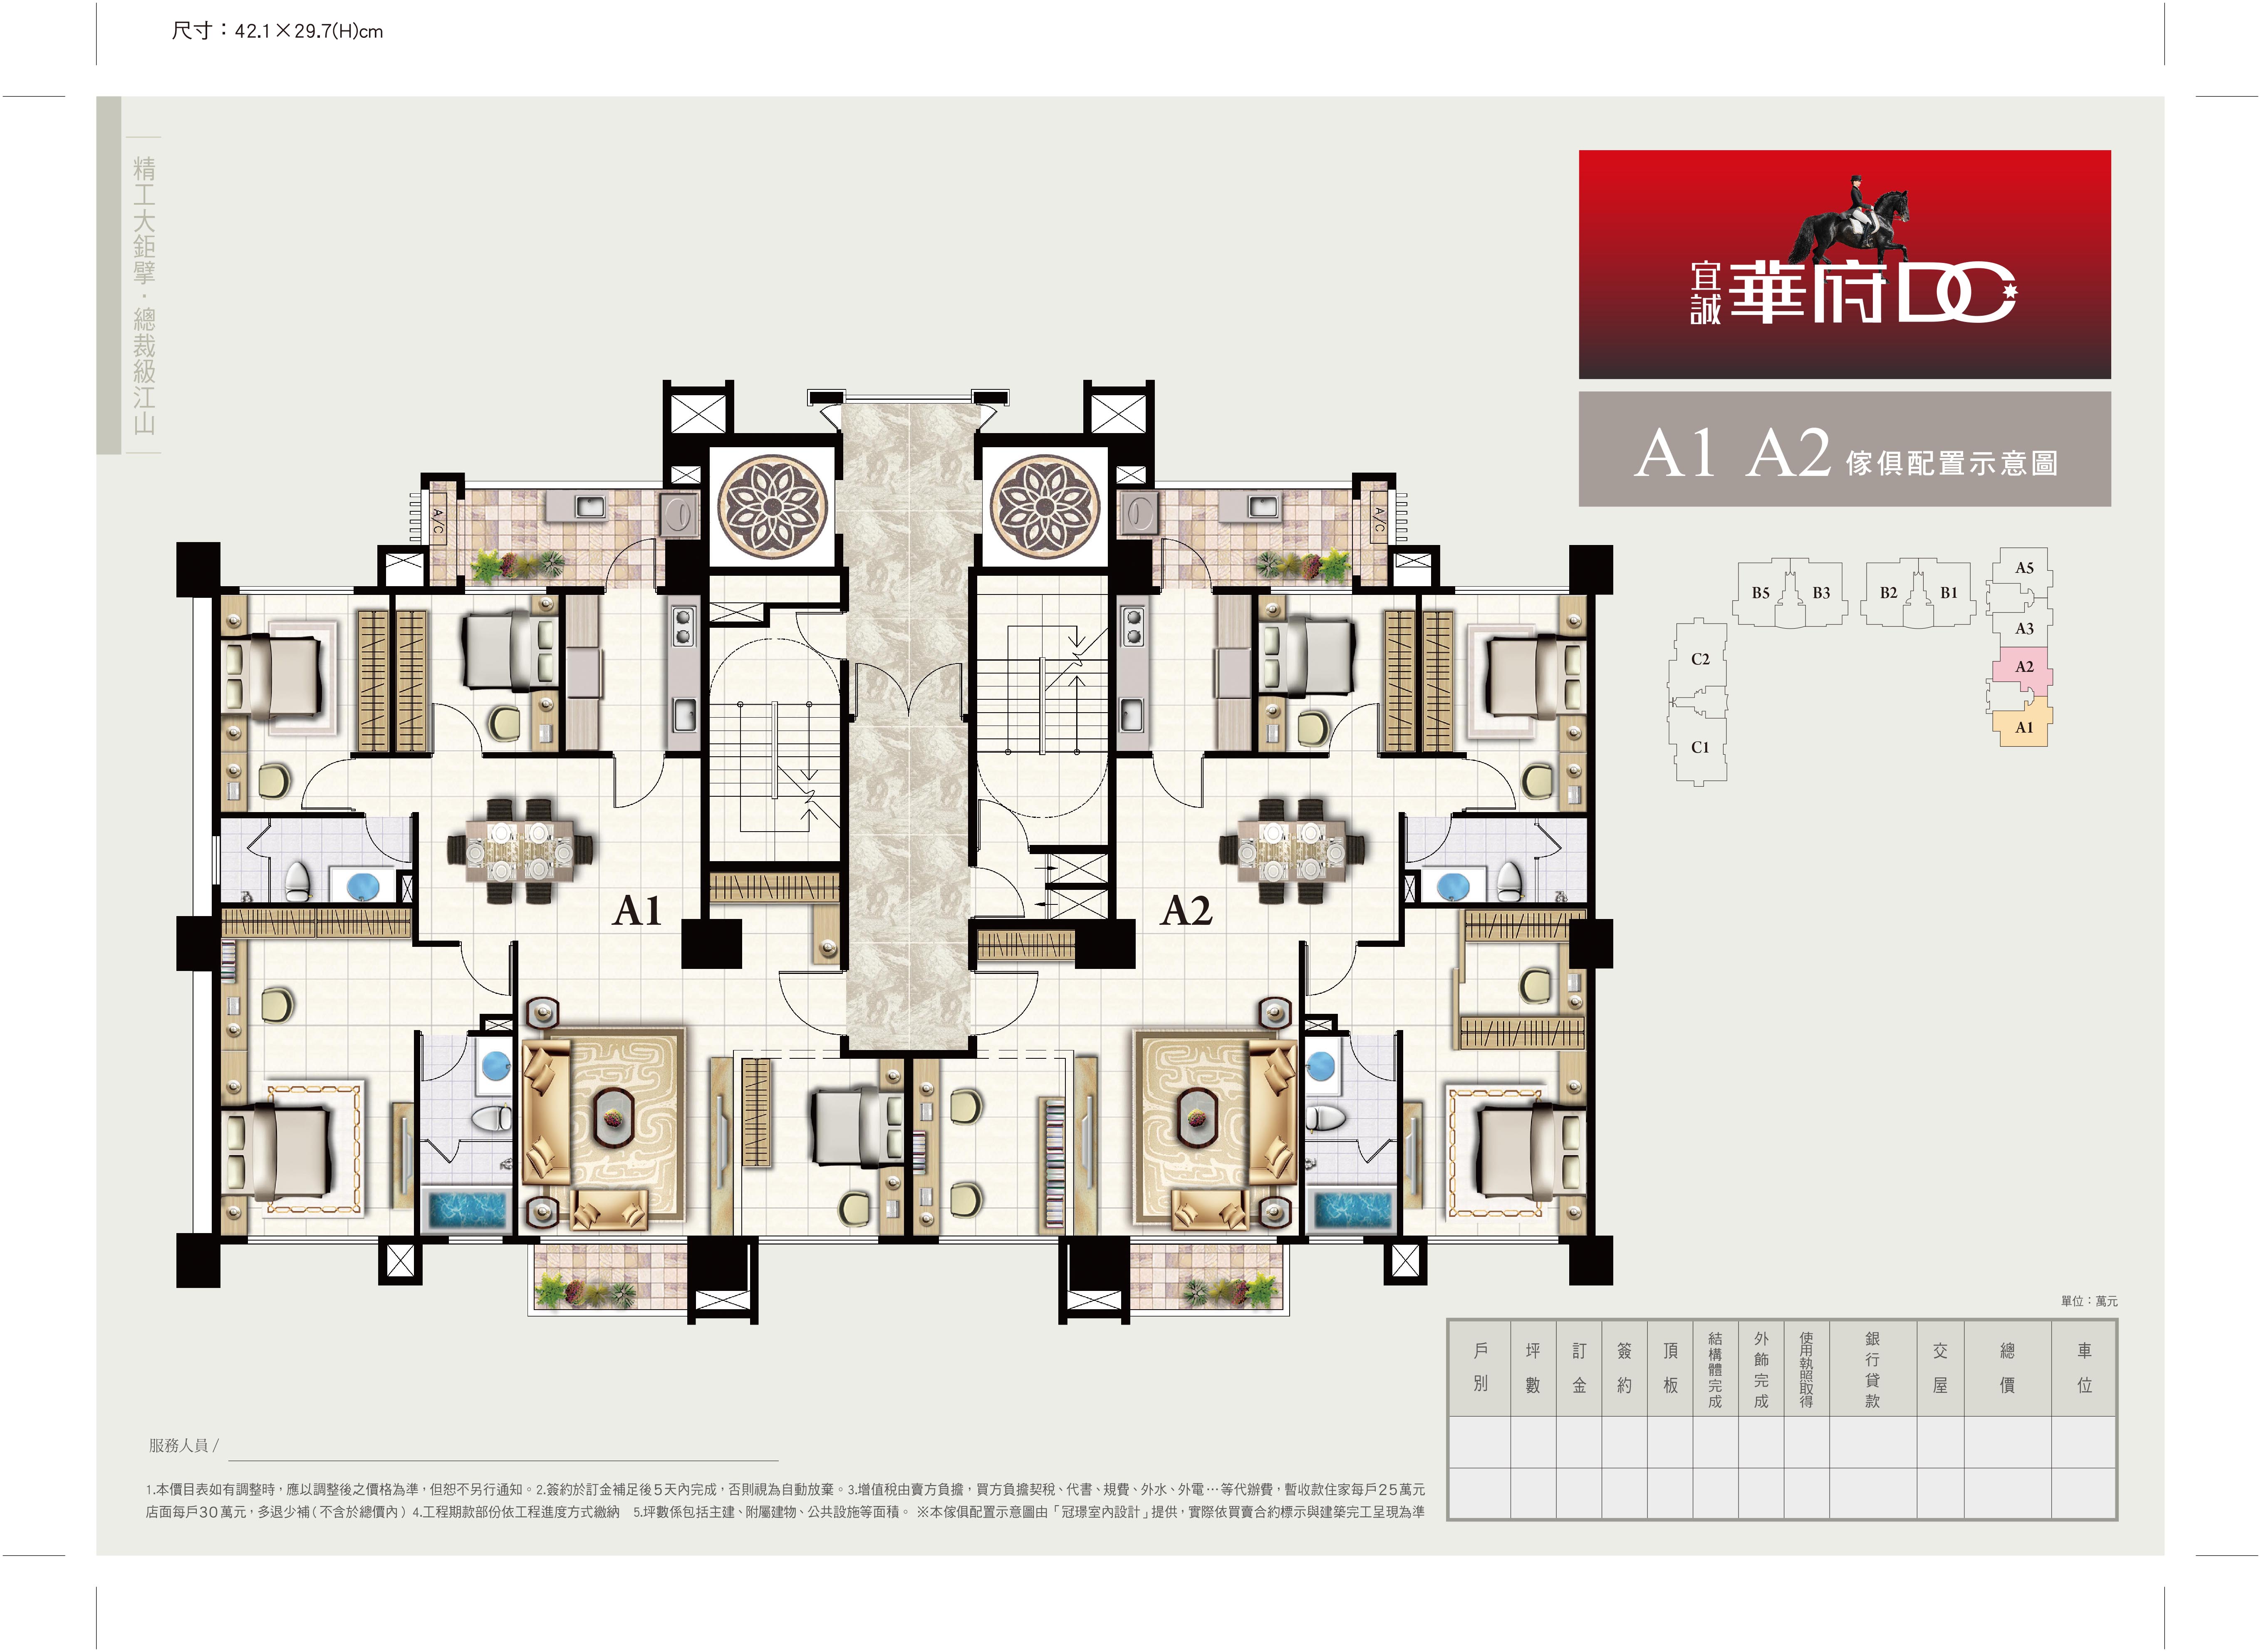 尺寸：42.1×29.7(H)cm
精工大鉅擘．總裁級江山
宜誠 華府DC
A1 A2 傢俱配置示意圖
B5
B3
B2
B1
A5
A3
A2
A1
C2
C1
A/C
A/C
A1
A2
單位：萬元
戶別 坪數 訂金 簽約 頂板 結構體完成 外飾完成 使用執照取得 銀行貸款 交屋 總價 車位
服務人員 /
1.本價目表如有調整時，應以調整後之價格為準，但恕不另行通知。2.簽約於訂金補足後5天內完成，否則視為自動放棄。3.增值稅由賣方負擔，買方負擔契稅、代書、規費、外水、外電…等代辦費，暫收款住家每戶25萬元
店面每戶30萬元，多退少補（不含於總價內）4.工程期款部份依工程進度方式繳納　5.坪數係包括主建、附屬建物、公共設施等面積。 ※本傢俱配置示意圖由「冠璟室內設計」提供，實際依買賣合約標示與建築完工呈現為準